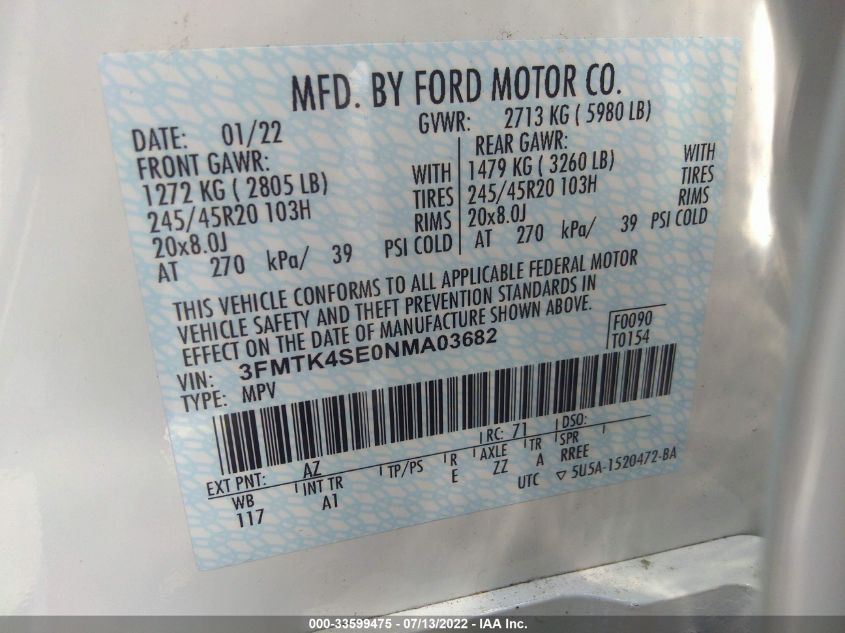 MFD. BY FORD MOTOR CO.
DATE: 01/22 GVWR: 2713 KG ( 5980 LB)
FRONT GAWR: REAR GAWR:
1272 KG ( 2805 LB) WITH 1479 KG ( 3260 LB) WITH
245/45R20 103H TIRES 245/45R20 103H TIRES
20x8.0J RIMS 20x8.0J RIMS
AT 270 kPa/ 39 PSI COLD AT 270 kPa/ 39 PSI COLD
THIS VEHICLE CONFORMS TO ALL APPLICABLE FEDERAL MOTOR
VEHICLE SAFETY AND THEFT PREVENTION STANDARDS IN
EFFECT ON THE DATE OF MANUFACTURE SHOWN ABOVE.
VIN: 3FMTK4SE0NMA03682 F0090
TYPE: MPV T0154
RC: 71 DSO:
EXT PNT: AZ
WB INT TR TP/PS R AXLE TR SPR
117 A1 E ZZ A RREE
UTC ▽ 5U5A-1520472-BA
000-33599475 - 07/13/2022 - IAA Inc.